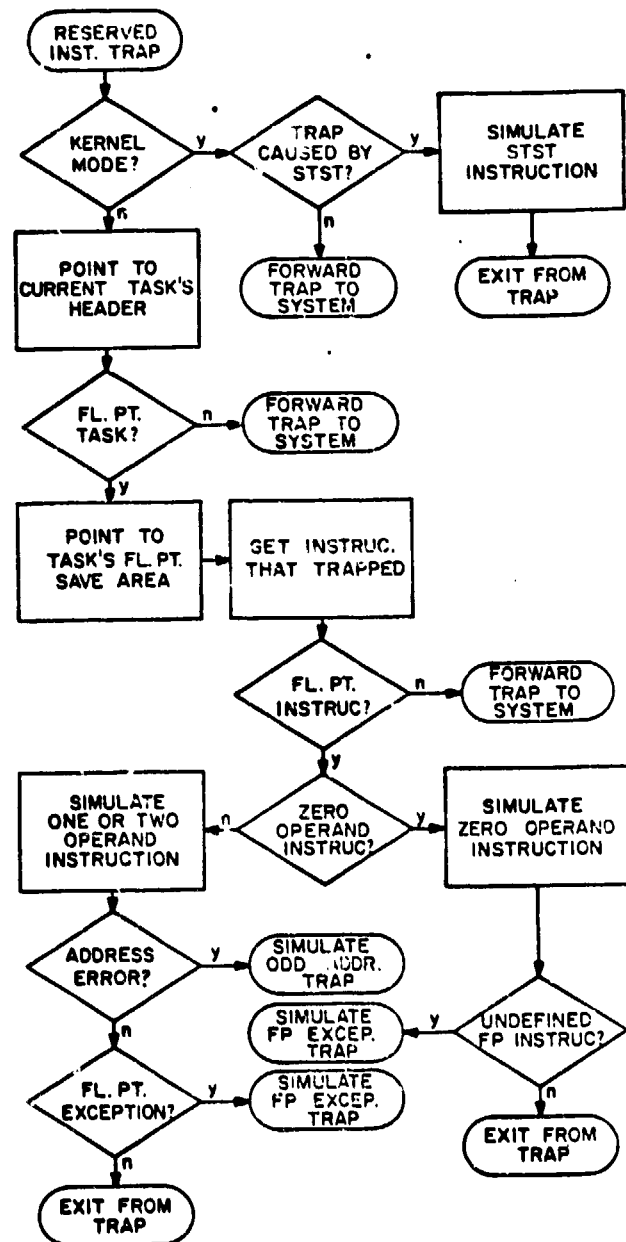 RESERVED
INST. TRAP
KERNEL
MODE?
y
TRAP
CAUSED BY
STST?
y
SIMULATE
STST
INSTRUCTION
n
n
POINT TO
CURRENT TASK'S
HEADER
FORWARD
TRAP TO
SYSTEM
EXIT FROM
TRAP
FL. PT.
TASK?
n
FORWARD
TRAP TO
SYSTEM
y
POINT TO
TASK'S FL. PT.
SAVE AREA
GET INSTRUC.
THAT TRAPPED
FL. PT.
INSTRUC?
n
FORWARD
TRAP TO
SYSTEM
y
SIMULATE
ONE OR TWO
OPERAND
INSTRUCTION
n
ZERO
OPERAND
INSTRUC?
y
SIMULATE
ZERO OPERAND
INSTRUCTION
ADDRESS
ERROR?
y
SIMULATE
ODD ADDR.
TRAP
n
SIMULATE
FP EXCEP.
TRAP
y
UNDEFINED
FP INSTRUC?
FL. PT.
EXCEPTION?
y
SIMULATE
FP EXCEP.
TRAP
n
n
EXIT FROM
TRAP
EXIT FROM
TRAP